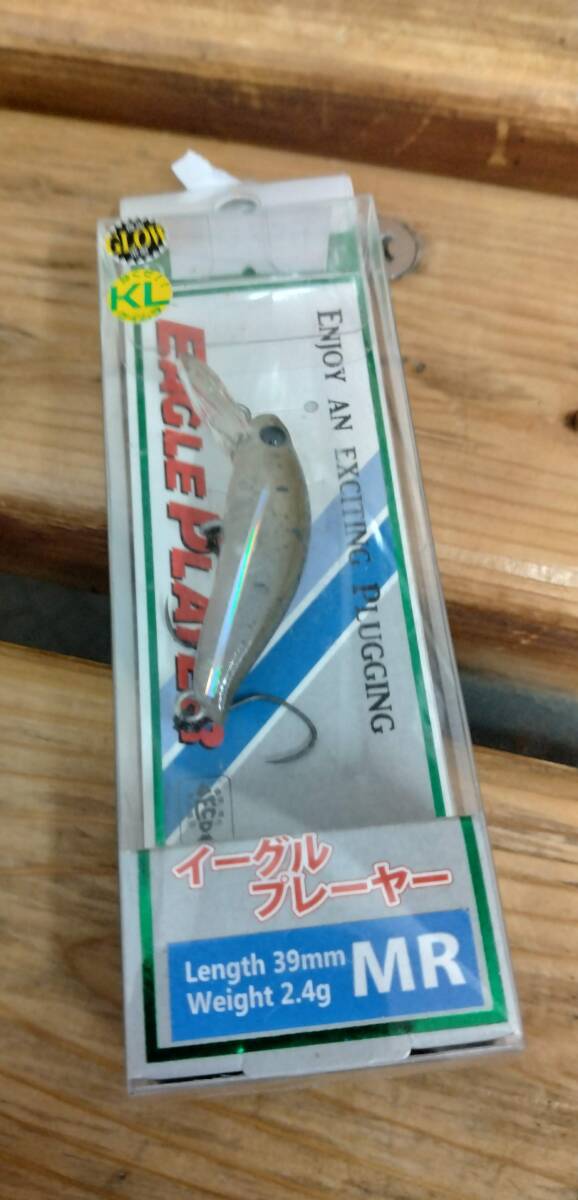 GLOW
KL
ENJOY AN EXCITING PLUGGING
EAGLE PLAYER
イーグル
プレーヤー
Length 39mm
Weight 2.4g
MR